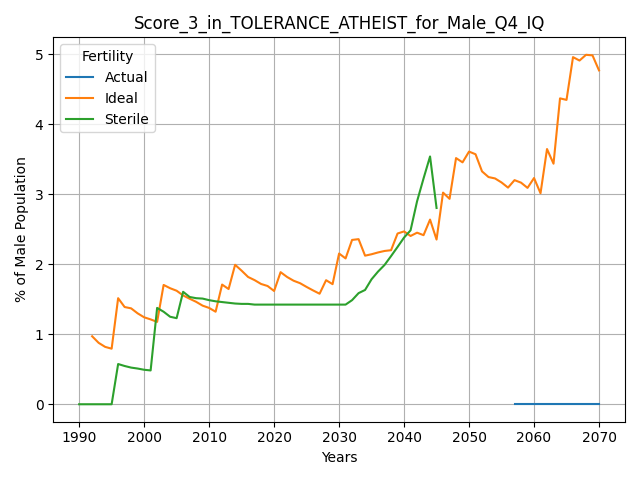 Score_3_in_TOLERANCE_ATHEIST_for_Male_Q4_IQ
Fertility
Actual
Ideal
Sterile
% of Male Population
5
4
3
2
1
0
1990 2000 2010 2020 2030 2040 2050 2060 2070
Years